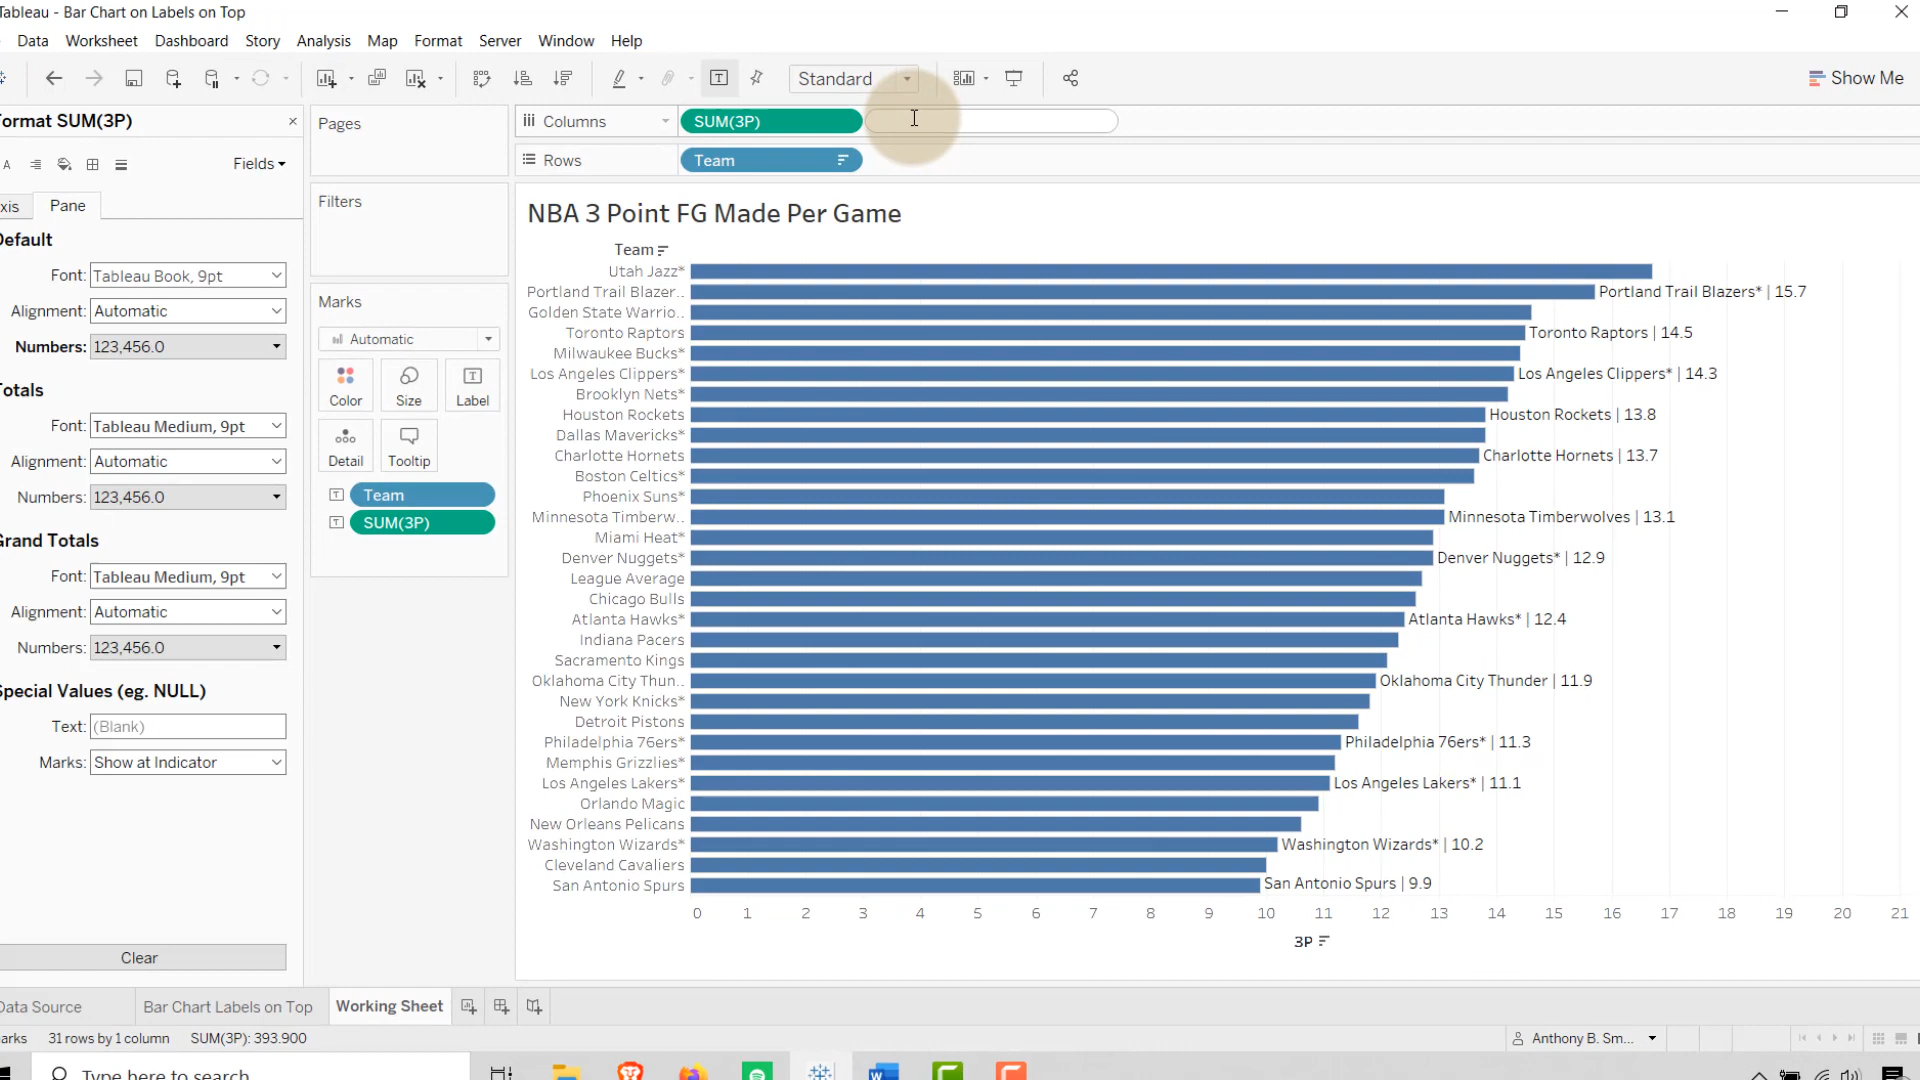 Tableau - Bar Chart on Labels on Top
Data Worksheet Dashboard Story Analysis Map Format Server Window Help
Standard
Show Me
Format SUM(3P)
Fields
Axis
Pane
Default
Font: Tableau Book, 9pt
Alignment: Automatic
Numbers: 123,456.0
Totals
Font: Tableau Medium, 9pt
Alignment: Automatic
Numbers: 123,456.0
Grand Totals
Font: Tableau Medium, 9pt
Alignment: Automatic
Numbers: 123,456.0
Special Values (eg. NULL)
Text: (Blank)
Marks: Show at Indicator
Clear
Pages
Filters
Marks
Automatic
Color Size Label
Detail Tooltip
Team
SUM(3P)
Columns SUM(3P)
Rows Team
NBA 3 Point FG Made Per Game
Team
Utah Jazz*
Portland Trail Blazer.. Portland Trail Blazers* | 15.7
Golden State Warrio..
Toronto Raptors Toronto Raptors | 14.5
Milwaukee Bucks*
Los Angeles Clippers* Los Angeles Clippers* | 14.3
Brooklyn Nets*
Houston Rockets Houston Rockets | 13.8
Dallas Mavericks*
Charlotte Hornets Charlotte Hornets | 13.7
Boston Celtics*
Phoenix Suns*
Minnesota Timberw.. Minnesota Timberwolves | 13.1
Miami Heat*
Denver Nuggets* Denver Nuggets* | 12.9
League Average
Chicago Bulls
Atlanta Hawks* Atlanta Hawks* | 12.4
Indiana Pacers
Sacramento Kings
Oklahoma City Thun.. Oklahoma City Thunder | 11.9
New York Knicks*
Detroit Pistons
Philadelphia 76ers* Philadelphia 76ers* | 11.3
Memphis Grizzlies*
Los Angeles Lakers* Los Angeles Lakers* | 11.1
Orlando Magic
New Orleans Pelicans
Washington Wizards* Washington Wizards* | 10.2
Cleveland Cavaliers
San Antonio Spurs San Antonio Spurs | 9.9
0 1 2 3 4 5 6 7 8 9 10 11 12 13 14 15 16 17 18 19 20 21
3P
Data Source Bar Chart Labels on Top Working Sheet
marks 31 rows by 1 column SUM(3P): 393.900
Anthony B. Sm...
Type here to search